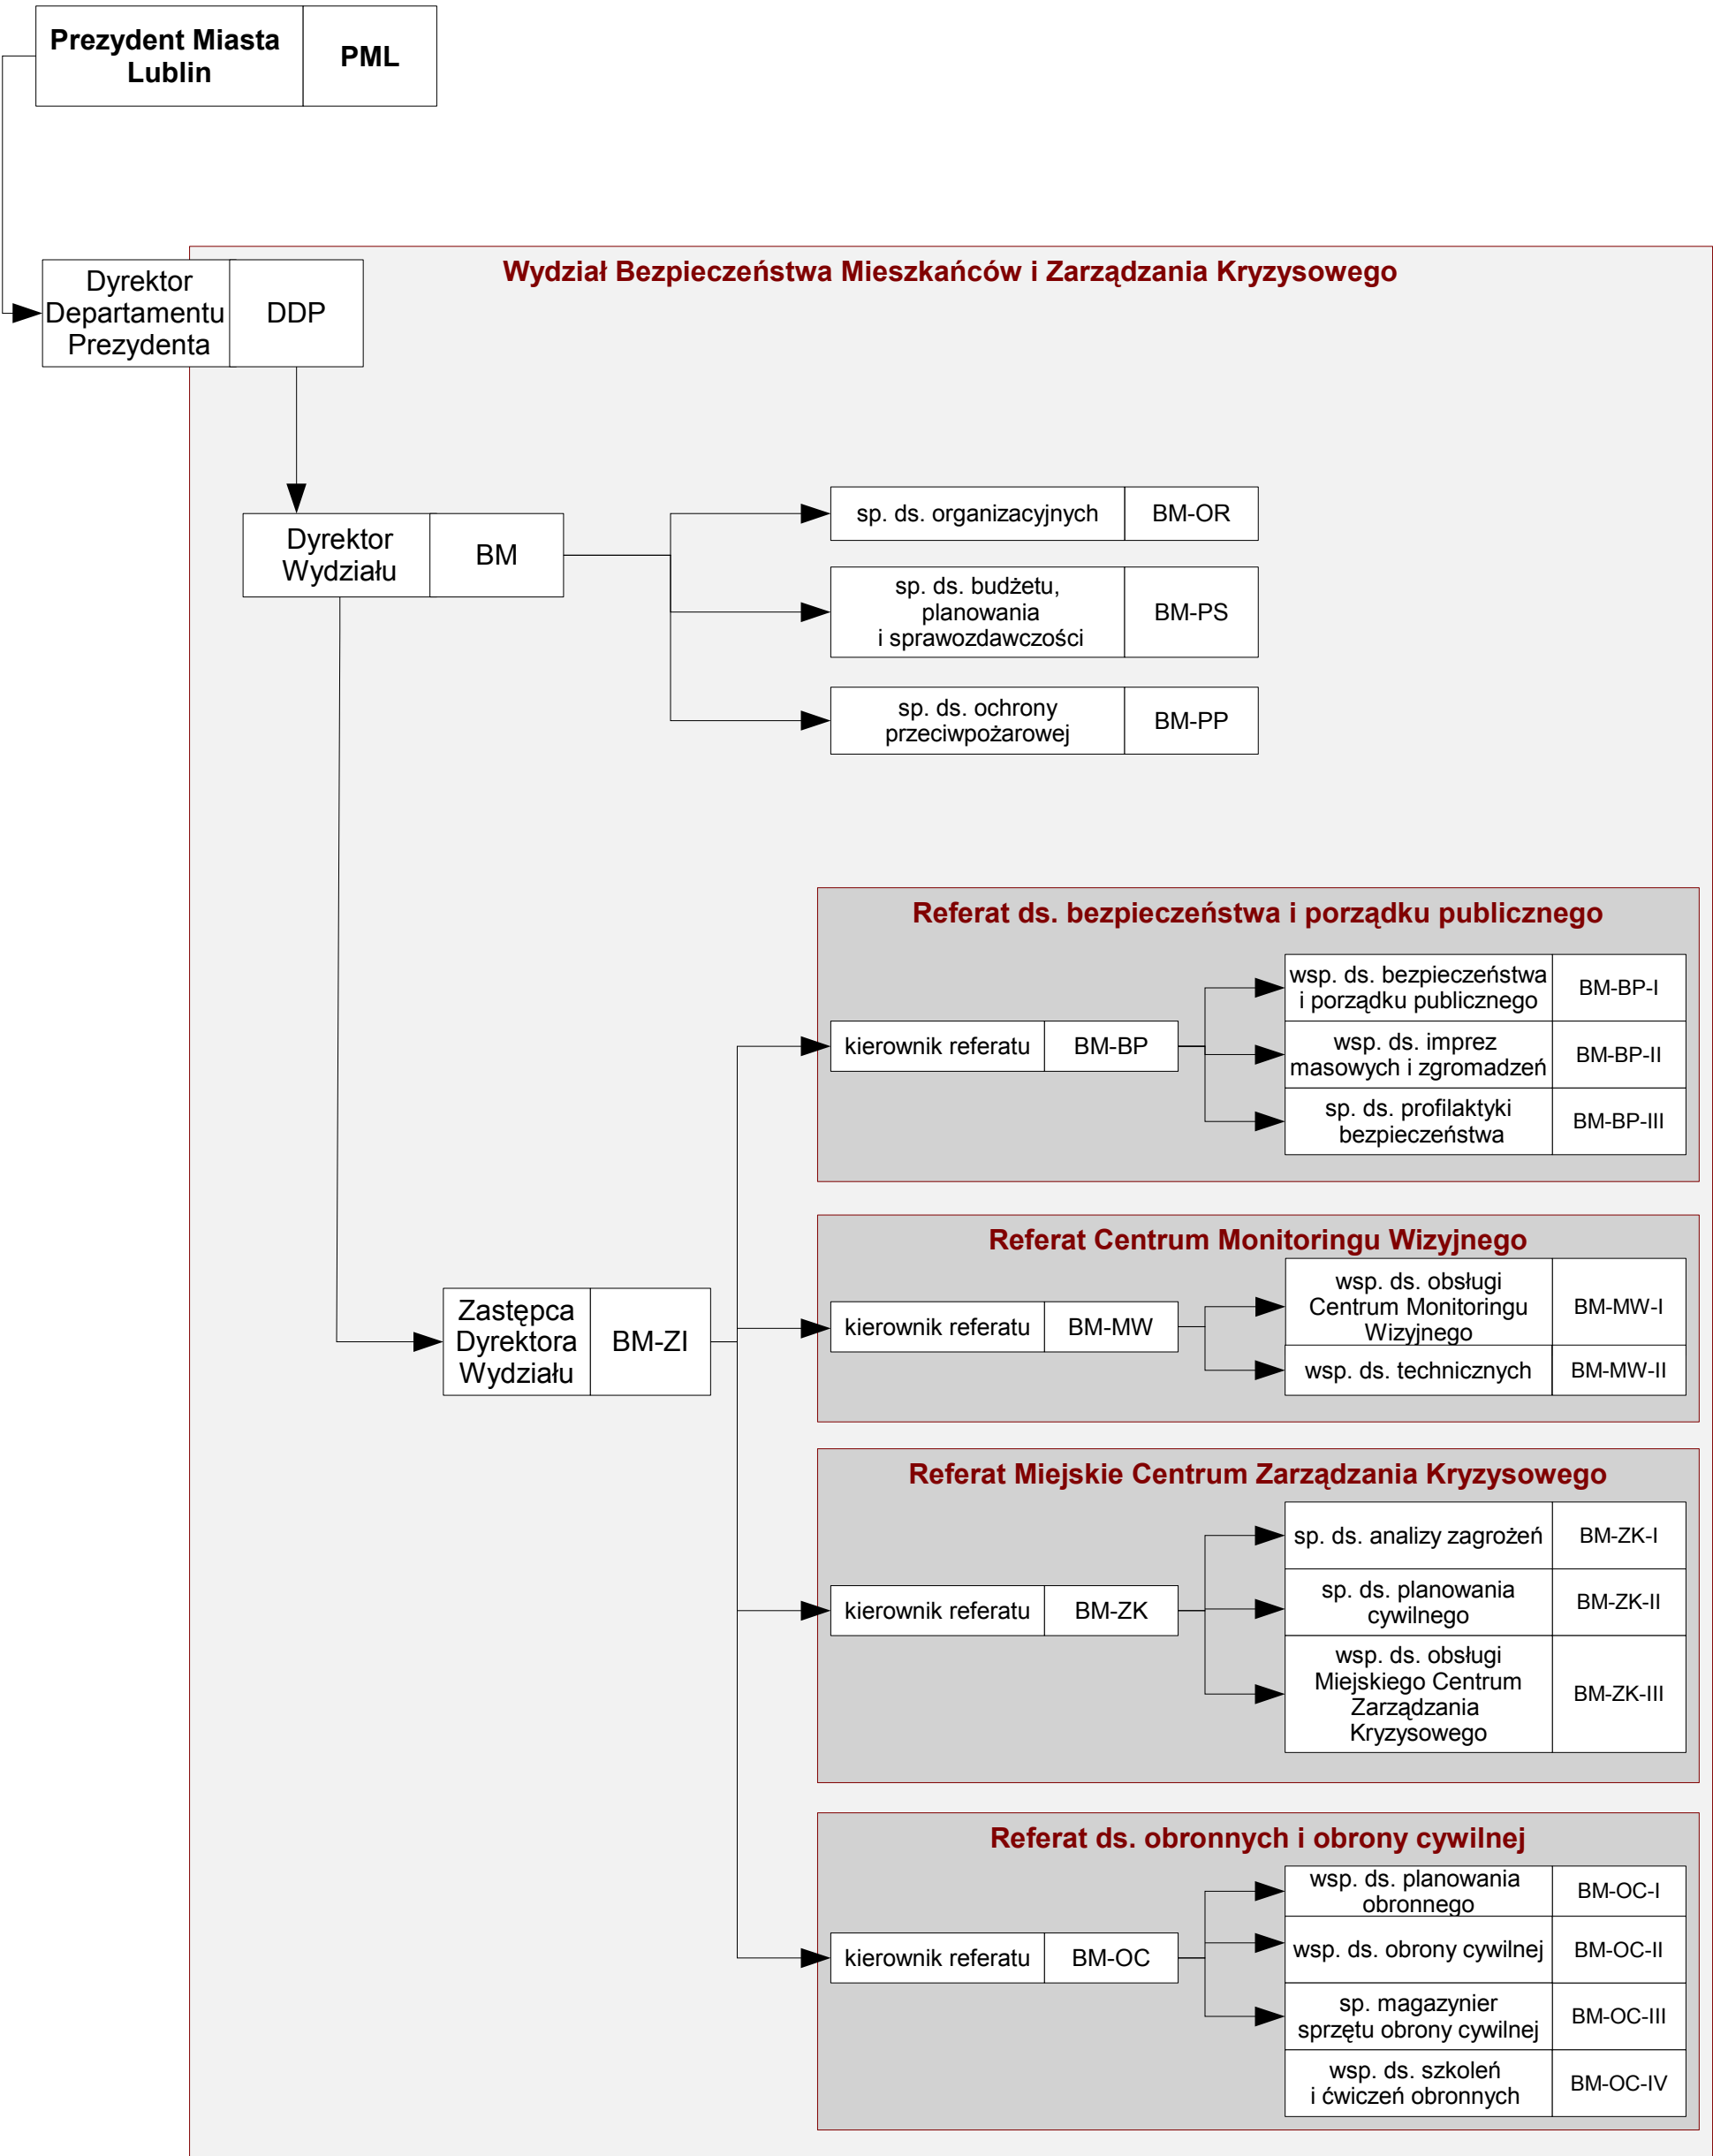 Prezydent Miasta
Lublin
PML
Wydział Bezpieczeństwa Mieszkańców i Zarządzania Kryzysowego
Dyrektor
Departamentu
Prezydenta
DDP
Dyrektor
Wydziału
BM
sp. ds. organizacyjnych
BM-OR
sp. ds. budżetu,
planowania
i sprawozdawczości
BM-PS
sp. ds. ochrony
przeciwpożarowej
BM-PP
Zastępca
Dyrektora
Wydziału
BM-ZI
Referat ds. bezpieczeństwa i porządku publicznego
kierownik referatu
BM-BP
wsp. ds. bezpieczeństwa
i porządku publicznego
BM-BP-I
wsp. ds. imprez
masowych i zgromadzeń
BM-BP-II
sp. ds. profilaktyki
bezpieczeństwa
BM-BP-III
Referat Centrum Monitoringu Wizyjnego
kierownik referatu
BM-MW
wsp. ds. obsługi
Centrum Monitoringu
Wizyjnego
BM-MW-I
wsp. ds. technicznych
BM-MW-II
Referat Miejskie Centrum Zarządzania Kryzysowego
kierownik referatu
BM-ZK
sp. ds. analizy zagrożeń
BM-ZK-I
sp. ds. planowania
cywilnego
BM-ZK-II
wsp. ds. obsługi
Miejskiego Centrum
Zarządzania
Kryzysowego
BM-ZK-III
Referat ds. obronnych i obrony cywilnej
kierownik referatu
BM-OC
wsp. ds. planowania
obronnego
BM-OC-I
wsp. ds. obrony cywilnej
BM-OC-II
sp. magazynier
sprzętu obrony cywilnej
BM-OC-III
wsp. ds. szkoleń
i ćwiczeń obronnych
BM-OC-IV